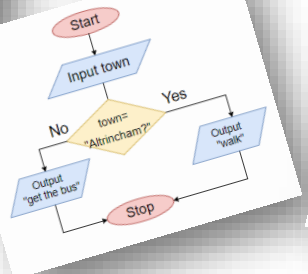 Start
Input town
town=
"Altrincham?"
Yes
No
Output
"walk"
Output
"get the bus"
Stop